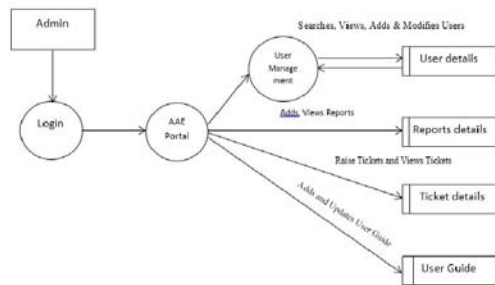 Searches, Views, Adds & Modifies Users
Admin
User
Manage
ment
User details
Adds, Views Reports
Login
AAE
Portal
Reports details
Raise Tickets and Views Tickets
Adds and Updates User Guide
Ticket details
User Guide